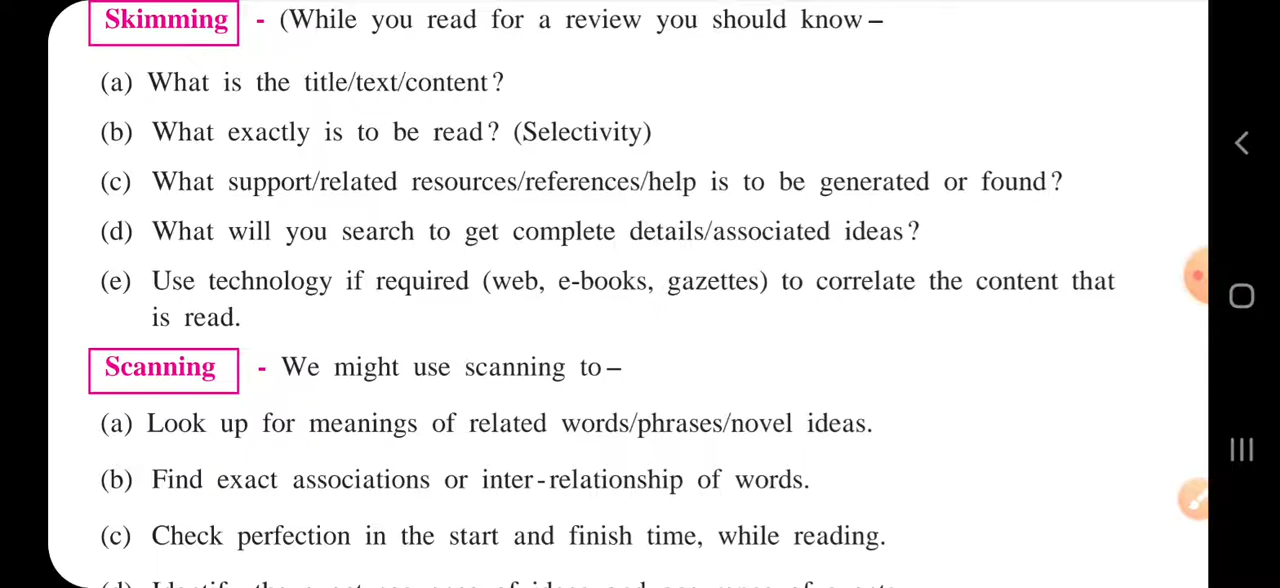 Skimming - (While you read for a review you should know –
(a) What is the title/text/content?
(b) What exactly is to be read? (Selectivity)
(c) What support/related resources/references/help is to be generated or found?
(d) What will you search to get complete details/associated ideas?
(e) Use technology if required (web, e-books, gazettes) to correlate the content that
is read.
Scanning - We might use scanning to –
(a) Look up for meanings of related words/phrases/novel ideas.
(b) Find exact associations or inter-relationship of words.
(c) Check perfection in the start and finish time, while reading.